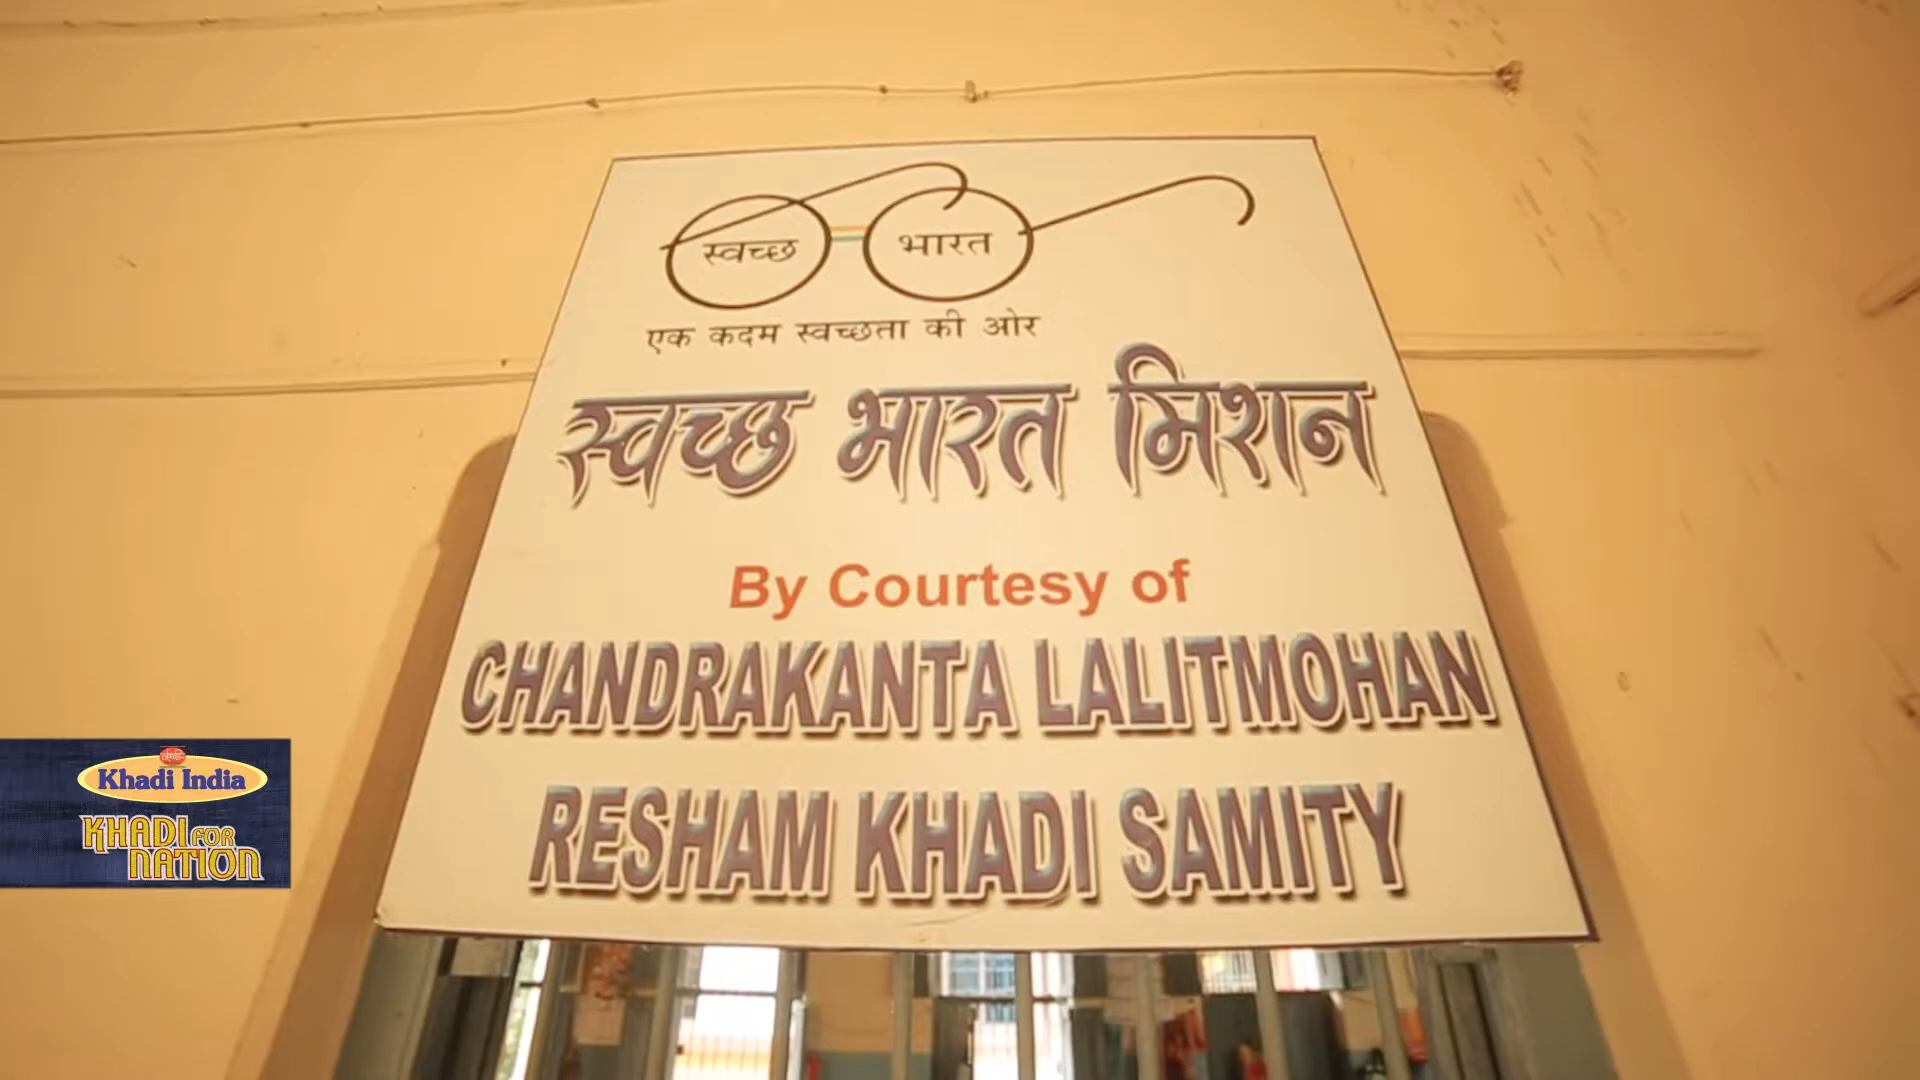 स्वच्छ भारत
एक कदम स्वच्छता की ओर
स्वच्छ भारत मिशन
By Courtesy of
CHANDRAKANTA LALITMOHAN
RESHAM KHADI SAMITY
Khadi India
KHADI FOR
NATION